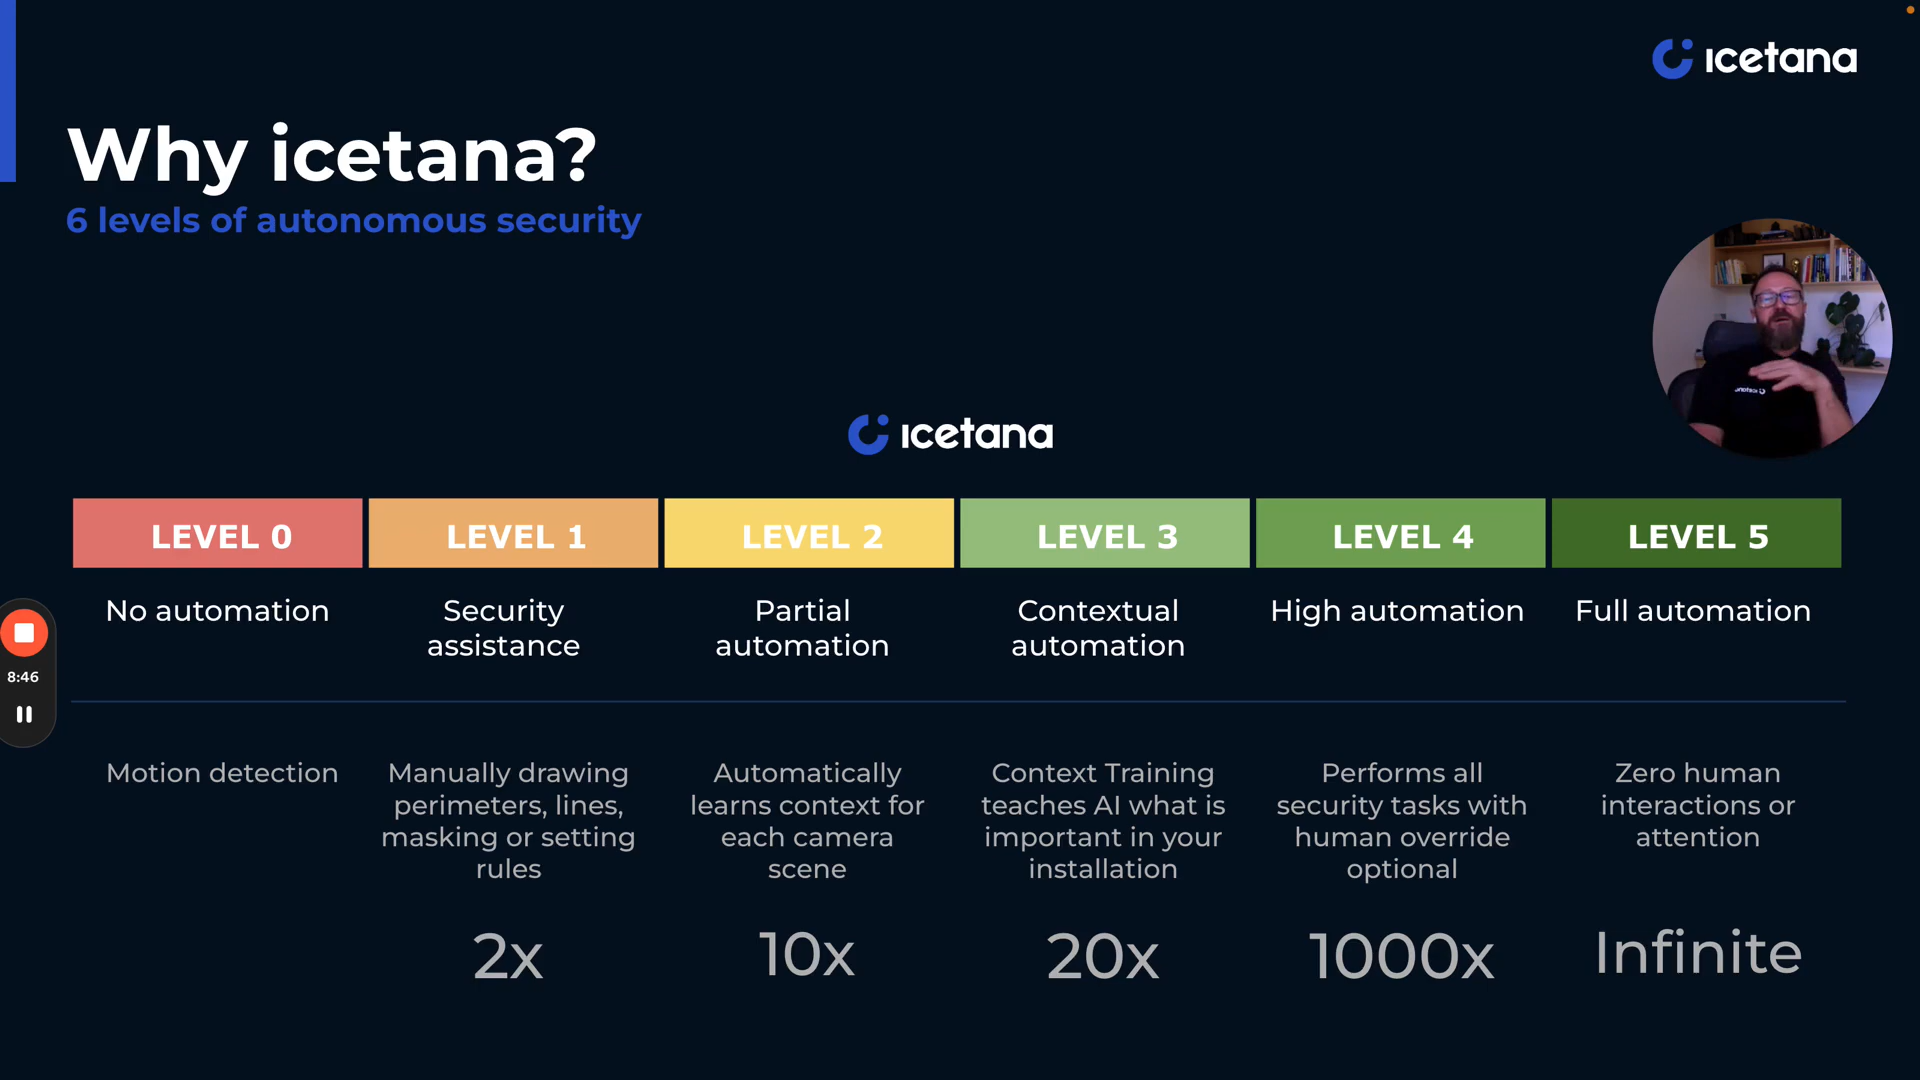 icetana
Why icetana?
6 levels of autonomous security
icetana
LEVEL 0
LEVEL 1
LEVEL 2
LEVEL 3
LEVEL 4
LEVEL 5
No automation
Security
assistance
Partial
automation
Contextual
automation
High automation
Full automation
8:46
Motion detection
Manually drawing
perimeters, lines,
masking or setting
rules
Automatically
learns context for
each camera
scene
Context Training
teaches AI what is
important in your
installation
Performs all
security tasks with
human override
optional
Zero human
interactions or
attention
2x
10x
20x
1000x
Infinite